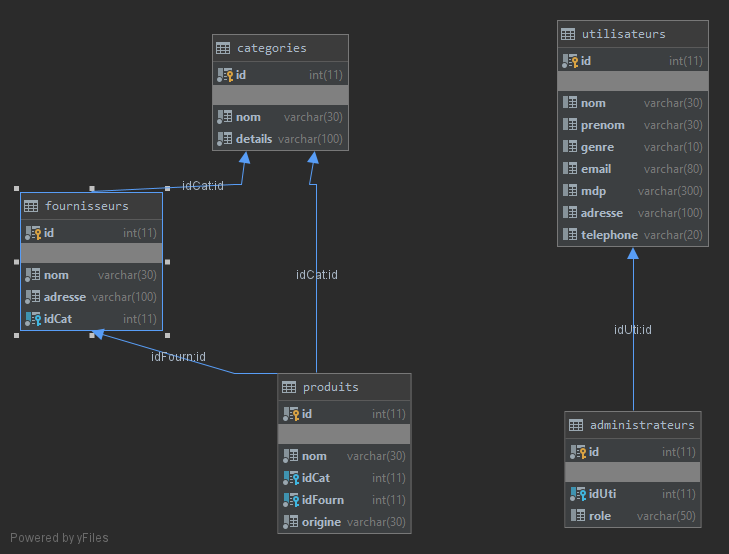 categories
id int(11)
nom varchar(30)
details varchar(100)
utilisateurs
id int(11)
nom varchar(30)
prenom varchar(30)
genre varchar(10)
email varchar(80)
mdp varchar(300)
adresse varchar(100)
telephone varchar(20)
idCat:id
fournisseurs
id int(11)
nom varchar(30)
adresse varchar(100)
idCat int(11)
idCat:id
idUti:id
idFourn:id
produits
id int(11)
nom varchar(30)
idCat int(11)
idFourn int(11)
origine varchar(30)
administrateurs
id int(11)
idUti int(11)
role varchar(50)
Powered by yFiles